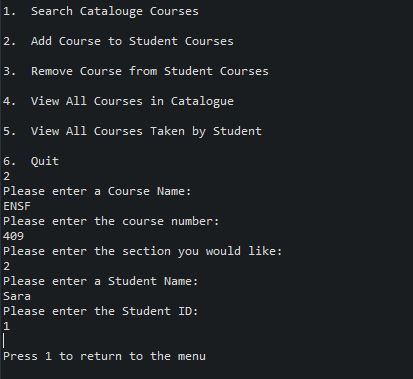 1.  Search Catalouge Courses
2.  Add Course to Student Courses
3.  Remove Course from Student Courses
4.  View All Courses in Catalogue
5.  View All Courses Taken by Student
6.  Quit
2
Please enter a Course Name:
ENSF
Please enter the course number:
409
Please enter the section you would like:
2
Please enter a Student Name:
Sara
Please enter the Student ID:
1
Press 1 to return to the menu